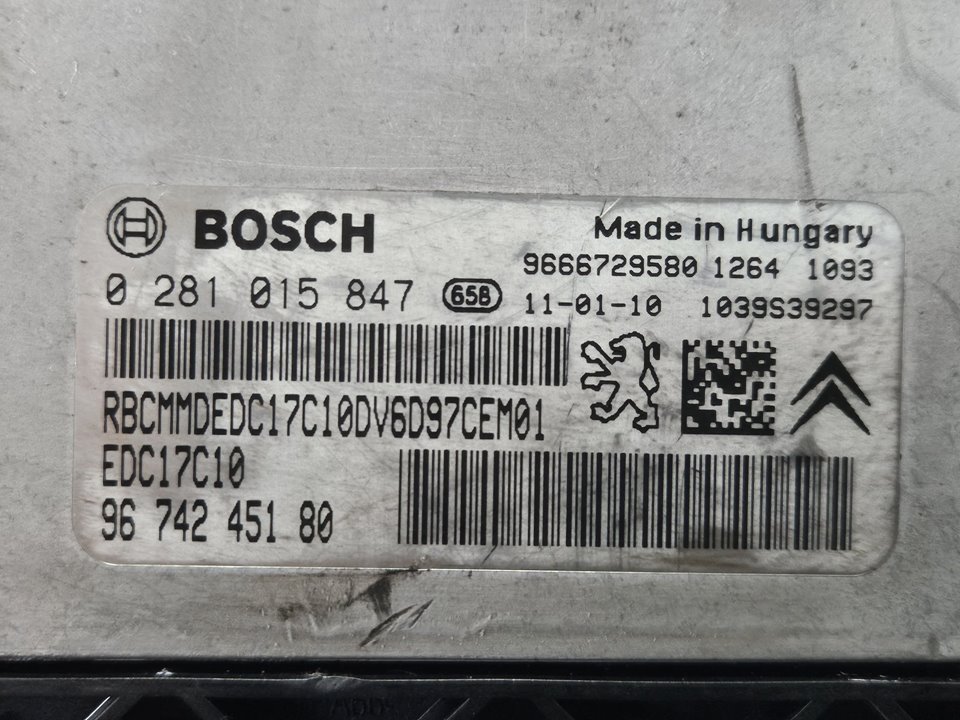 BOSCH
Made in Hungary
9666729580 1264 1093
0 281 015 847 658
11-01-10 1039S39297
RBCMMDEDC17C10DV6D97CEM01
EDC17C10
96 742 451 80